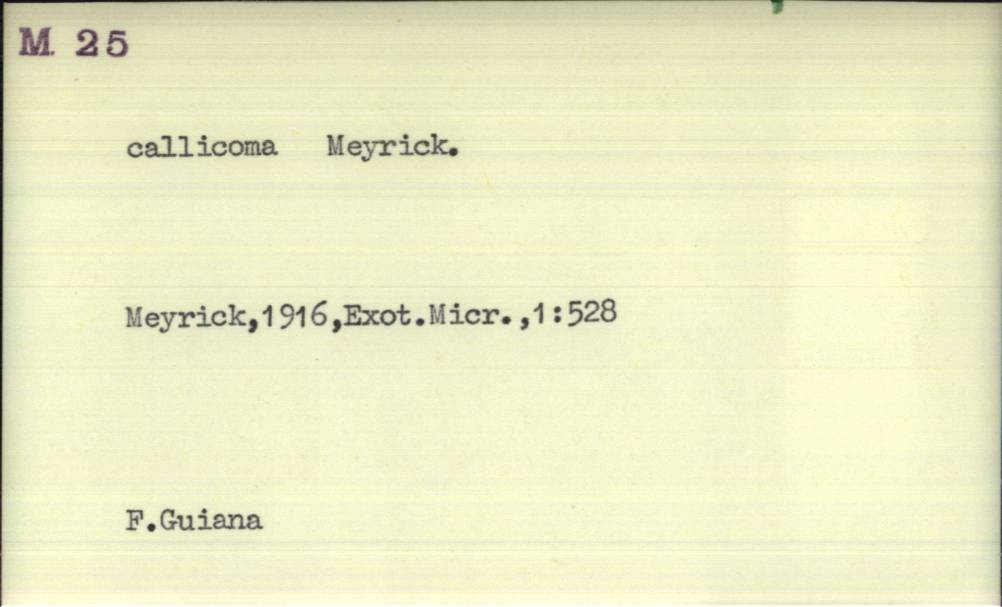 M. 25
callicoma Meyrick.
Meyrick,1916,Exot.Micr.,1:528
F.Guiana